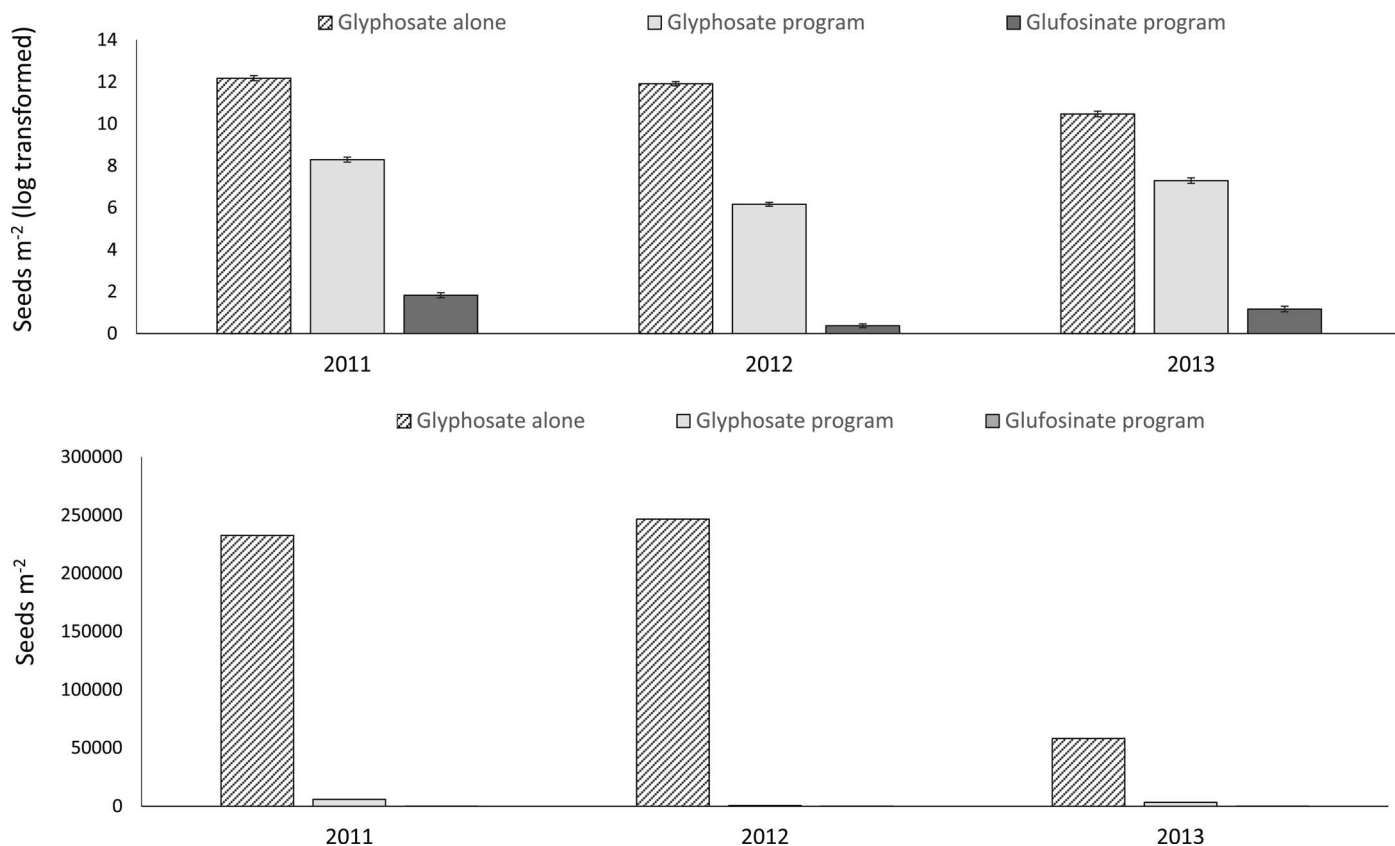 Glyphosate alone Glyphosate program Glufosinate program
Seeds m-2 (log transformed)
14
12
10
8
6
4
2
0
2011 2012 2013
Glyphosate alone Glyphosate program Glufosinate program
Seeds m-2
300000
250000
200000
150000
100000
50000
0
2011 2012 2013